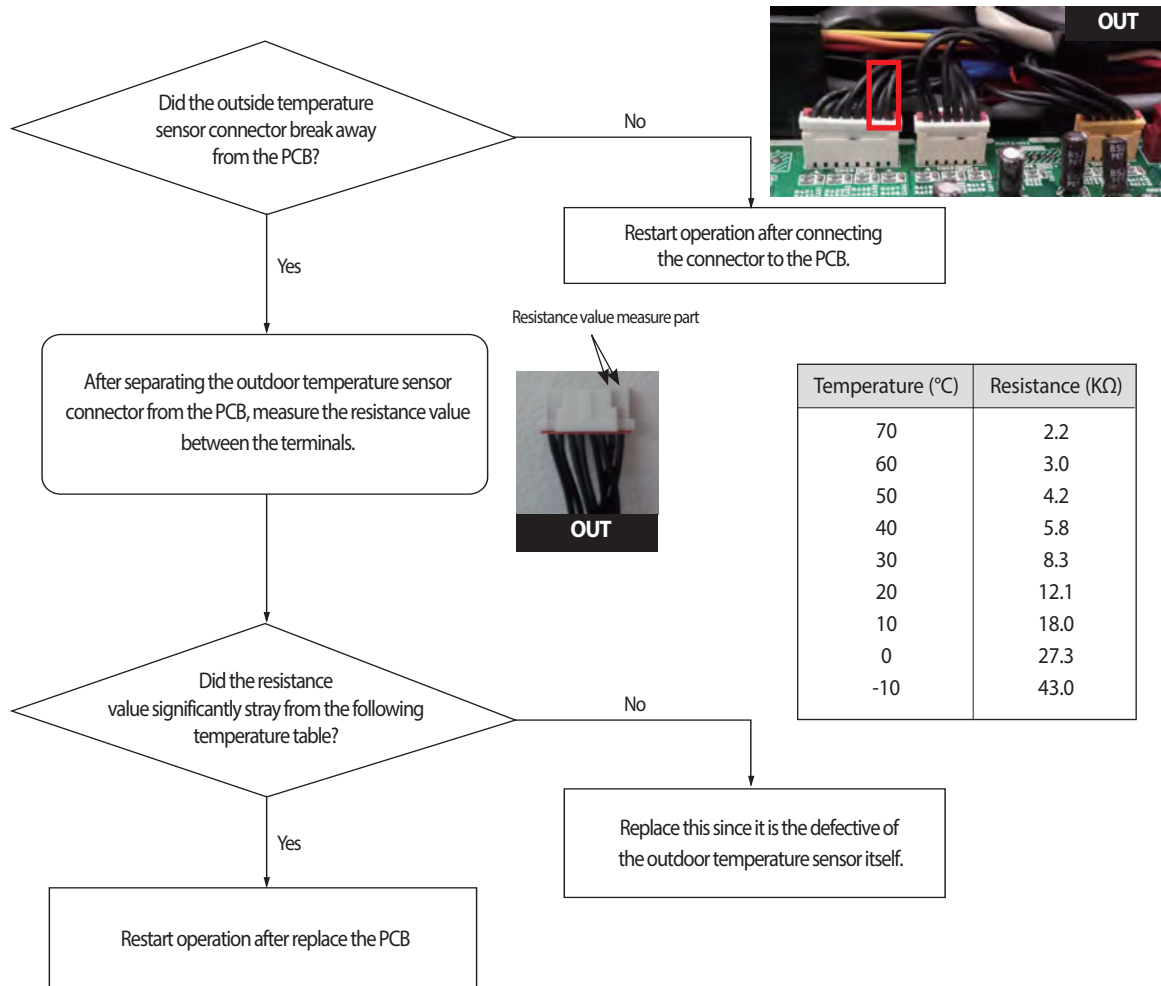 OUT
Did the outside temperature
sensor connector break away
from the PCB?
No
Restart operation after connecting
the connector to the PCB.
Yes
Resistance value measure part
After separating the outdoor temperature sensor
connector from the PCB, measure the resistance value
between the terminals.
OUT
Temperature (°C) Resistance (KΩ)
70 2.2
60 3.0
50 4.2
40 5.8
30 8.3
20 12.1
10 18.0
0 27.3
-10 43.0
Did the resistance
value significantly stray from the following
temperature table?
No
Replace this since it is the defective of
the outdoor temperature sensor itself.
Yes
Restart operation after replace the PCB